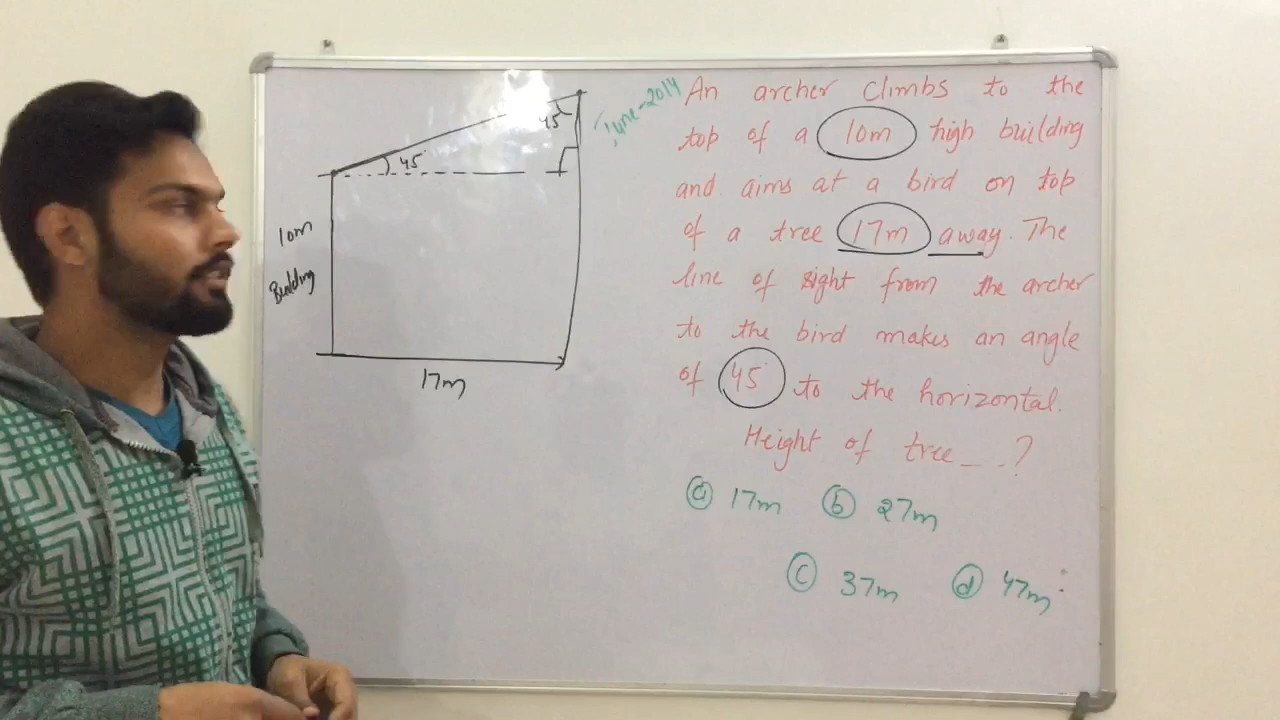 An archer climbs to the
top of a 10m high building
and aims at a bird on top
of a tree 17m away. The
line of sight from the archer
to the bird makes an angle
of 45° to the horizontal.
Height of tree _ _ . ?
ⓐ 17m ⓑ 27m
ⓒ 37m ⓓ 47m
June-2014
45°
45°
10m
Building
17m